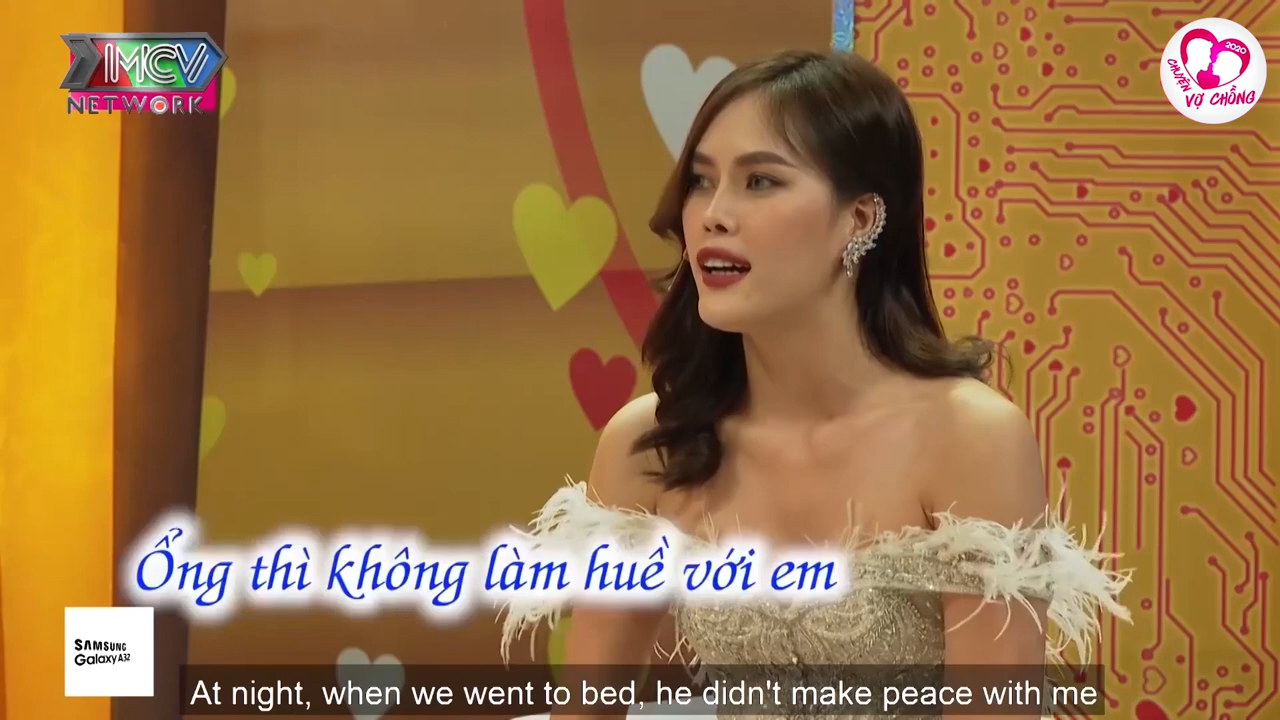 MCV
NETWORK
2020
CHUYỆN
VỢ CHỒNG
Ổng thì không làm huề với em
SAMSUNG
Galaxy A32
At night, when we went to bed, he didn't make peace with me